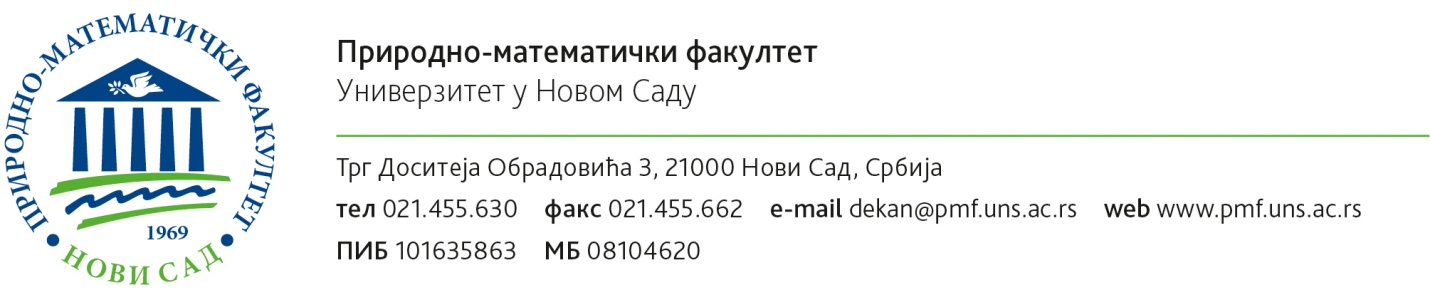 ПРИРОДНО-МАТЕМАТИЧКИ ФАКУЛТЕТ
1969
НОВИ САД
Природно-математички факултет
Универзитет у Новом Саду
Трг Доситеја Обрадовића 3, 21000 Нови Сад, Србија
тел 021.455.630 факс 021.455.662 e-mail dekan@pmf.uns.ac.rs web www.pmf.uns.ac.rs
ПИБ 101635863 МБ 08104620